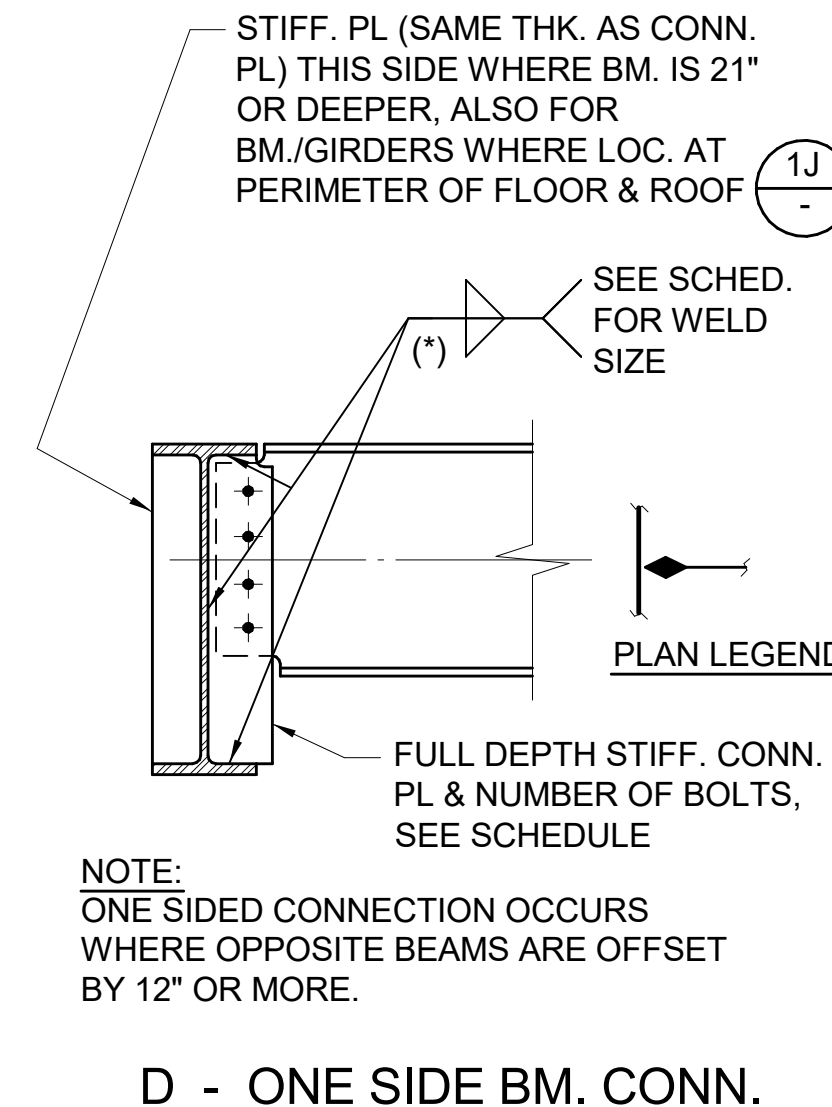 STIFF. PL (SAME THK. AS CONN.
PL) THIS SIDE WHERE BM. IS 21"
OR DEEPER, ALSO FOR
BM./GIRDERS WHERE LOC. AT
PERIMETER OF FLOOR & ROOF
1J
-
SEE SCHED.
FOR WELD
SIZE
(*)
PLAN LEGEND
FULL DEPTH STIFF. CONN.
PL & NUMBER OF BOLTS,
SEE SCHEDULE
NOTE:
ONE SIDED CONNECTION OCCURS
WHERE OPPOSITE BEAMS ARE OFFSET
BY 12" OR MORE.
D - ONE SIDE BM. CONN.